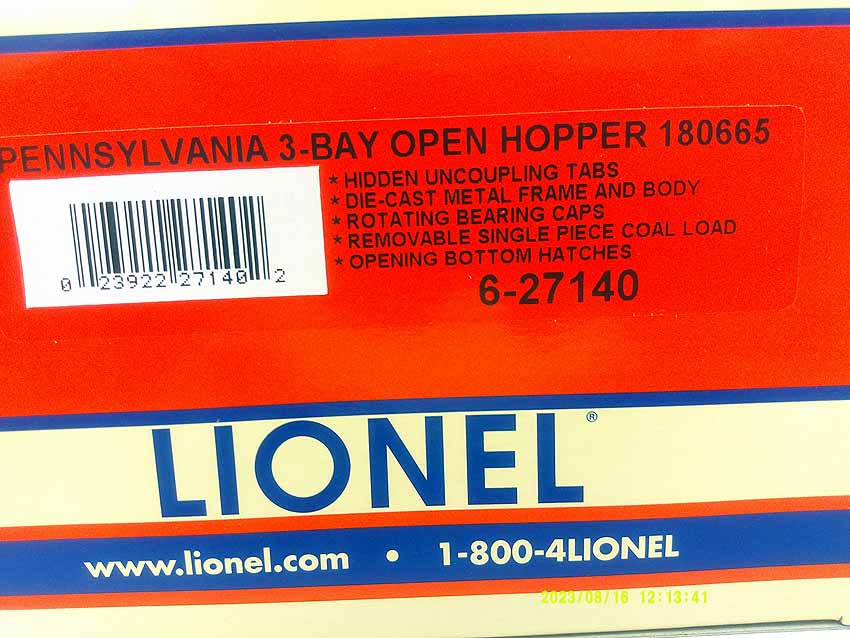 PENNSYLVANIA 3-BAY OPEN HOPPER 180665
* HIDDEN UNCOUPLING TABS
* DIE-CAST METAL FRAME AND BODY
* ROTATING BEARING CAPS
* REMOVABLE SINGLE PIECE COAL LOAD
* OPENING BOTTOM HATCHES
6-27140
0 23922 27140 2
LIONEL®
www.lionel.com • 1-800-4LIONEL
2023/08/16 12:13:41